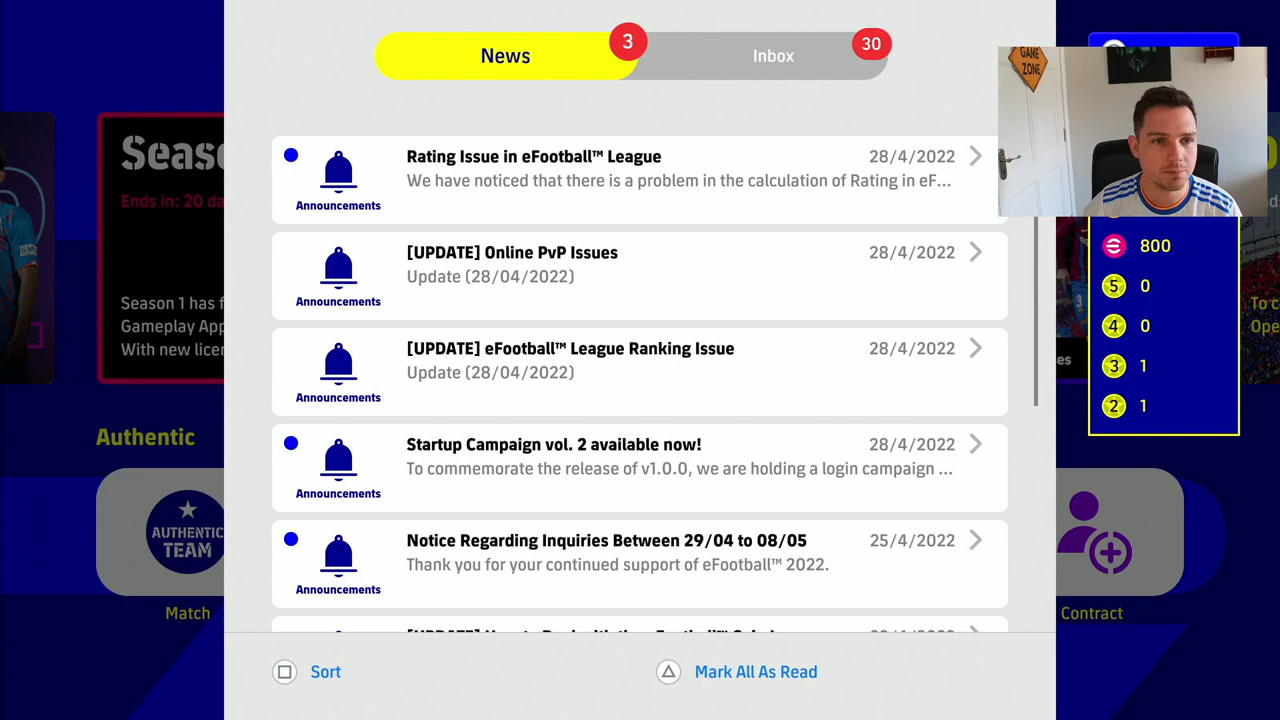 News
3
Inbox
30
GAME
ZONE
Rating Issue in eFootball™ League
28/4/2022
We have noticed that there is a problem in the calculation of Rating in eF...
Announcements
[UPDATE] Online PvP Issues
28/4/2022
Update (28/04/2022)
Announcements
[UPDATE] eFootball™ League Ranking Issue
28/4/2022
Update (28/04/2022)
Announcements
Startup Campaign vol. 2 available now!
28/4/2022
To commemorate the release of v1.0.0, we are holding a login campaign ...
Announcements
Notice Regarding Inquiries Between 29/04 to 08/05
25/4/2022
Thank you for your continued support of eFootball™ 2022.
Announcements
Sort
Mark All As Read
Ends in: 20
Season 1 has
Gameplay
With new
Authentic
AUTHENTIC
TEAM
Match
800
5 0
4 0
3 1
2 1
Contract